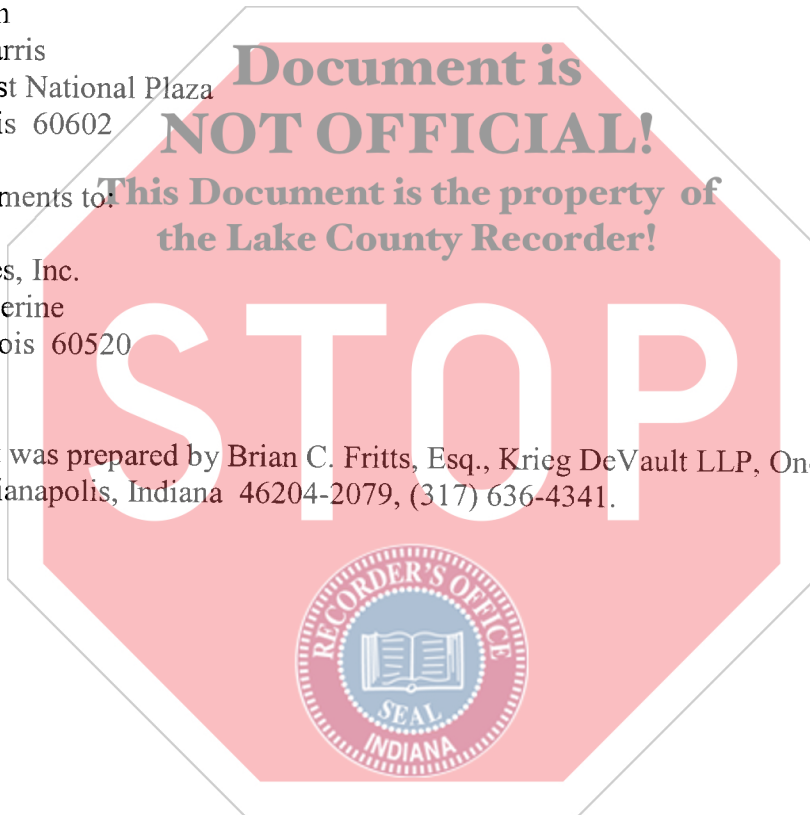 n
rris
st National Plaza
is 60602
Document is
NOT OFFICIAL!
ments to:
This Document is the property of
the Lake County Recorder!
es, Inc.
erine
ois 60520
STOP
t was prepared by Brian C. Fritts, Esq., Krieg DeVault LLP, On
ianapolis, Indiana 46204-2079, (317) 636-4341.
RECORDER'S OFFICE
SEAL
INDIANA